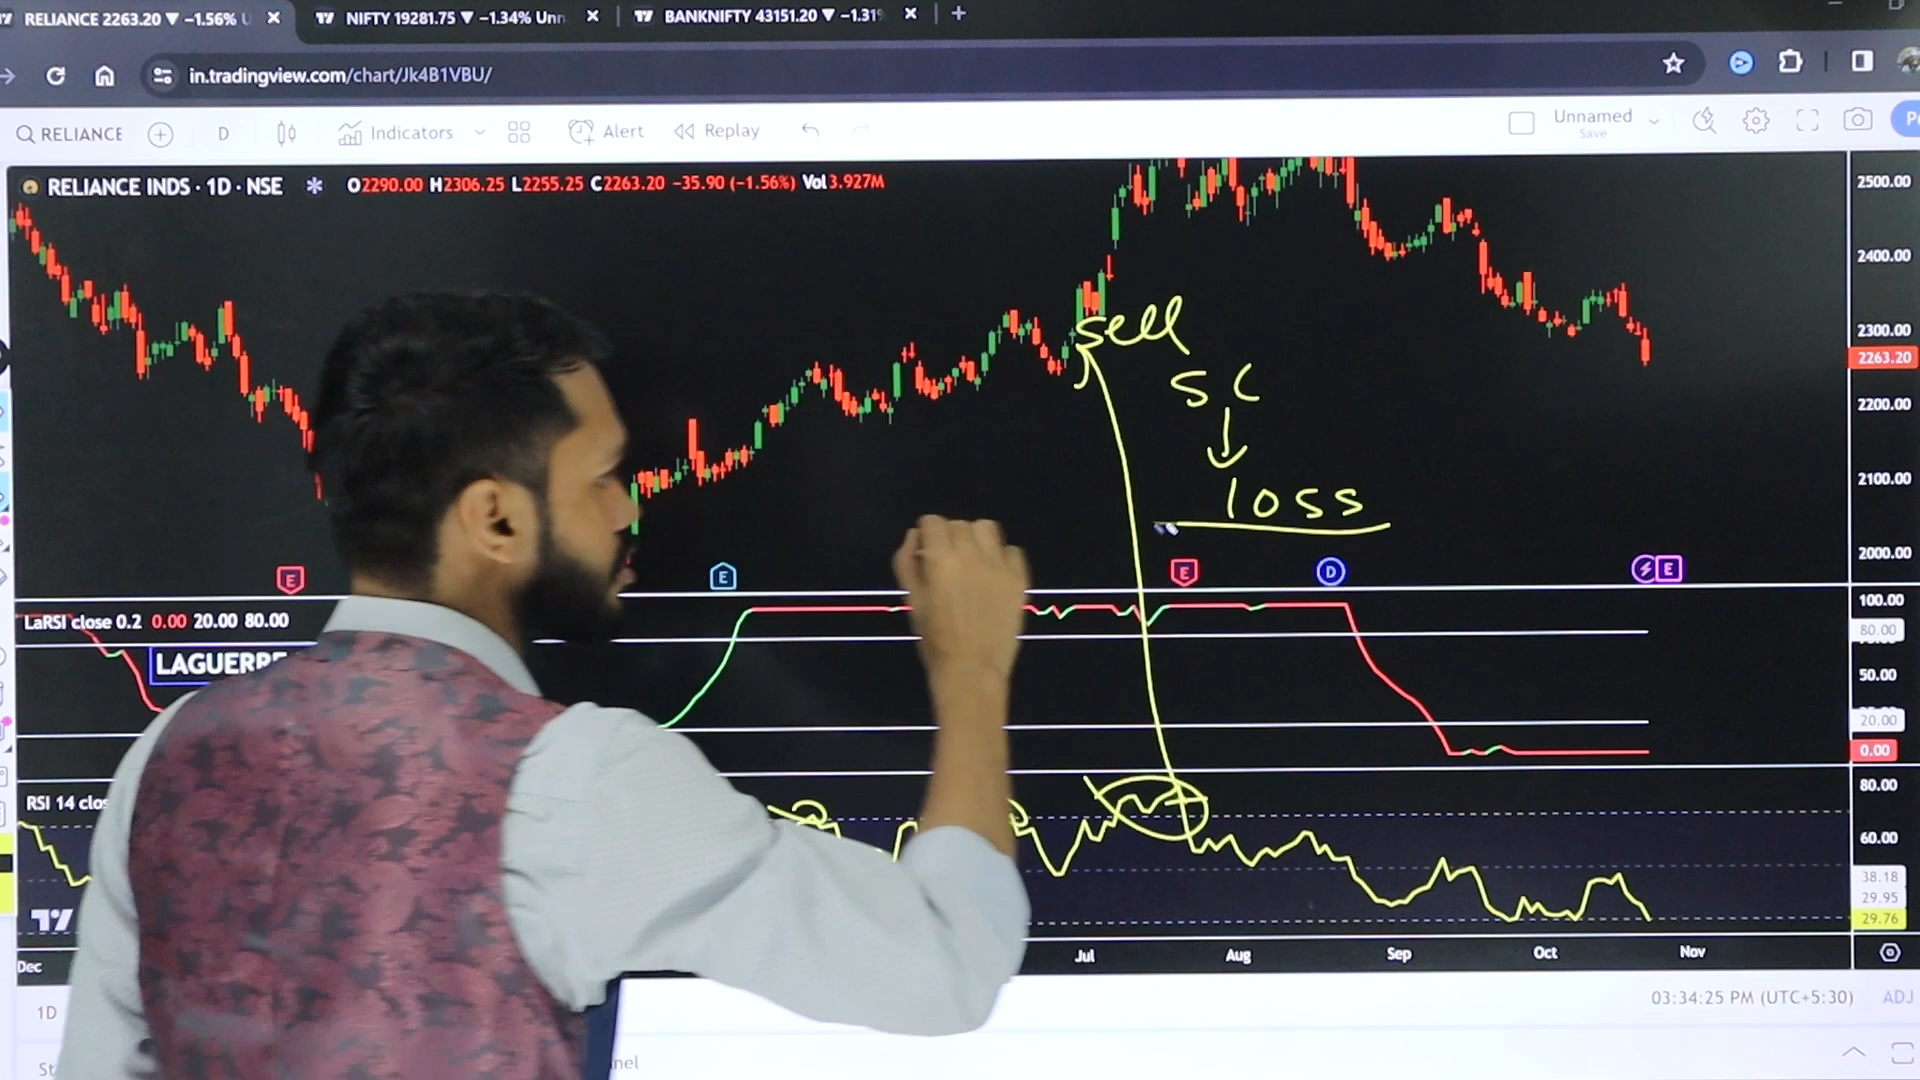 RELIANCE 2263.20 ▼ −1.56% U
NIFTY 19281.75 ▼ −1.34% Unn
BANKNIFTY 43151.20 ▼ −1.31%
in.tradingview.com/chart/Jk4B1VBU/
RELIANCE
D
Indicators
Alert
Replay
Unnamed
Save
RELIANCE INDS · 1D · NSE
O2290.00 H2306.25 L2255.25 C2263.20 −35.90 (−1.56%) Vol3.927M
2500.00
2400.00
2300.00
2263.20
2200.00
2100.00
2000.00
sell
SC
loss
E
E
E
D
E
LaRSI close 0.2 0.00 20.00 80.00
LAGUERRE
100.00
80.00
50.00
20.00
0.00
RSI 14 clos
80.00
60.00
38.18
29.95
29.76
Dec
Jul
Aug
Sep
Oct
Nov
1D
03:34:25 PM (UTC+5:30)
ADJ
St
nel